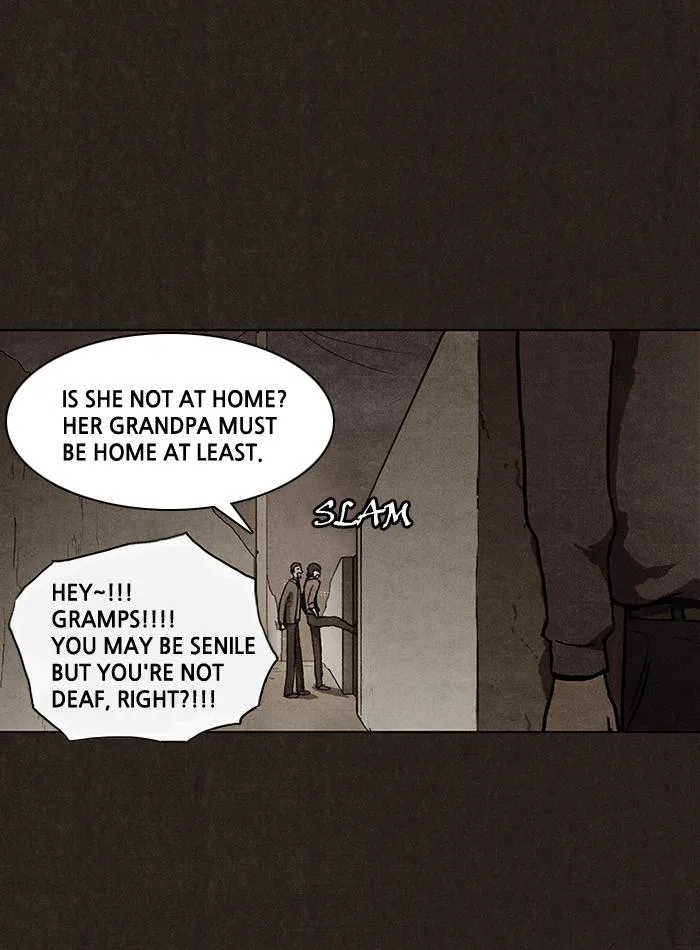 IS SHE NOT AT HOME?
HER GRANDPA MUST
BE HOME AT LEAST.
SLAM
HEY~!!!
GRAMPS!!!!
YOU MAY BE SENILE
BUT YOU'RE NOT
DEAF, RIGHT?!!!